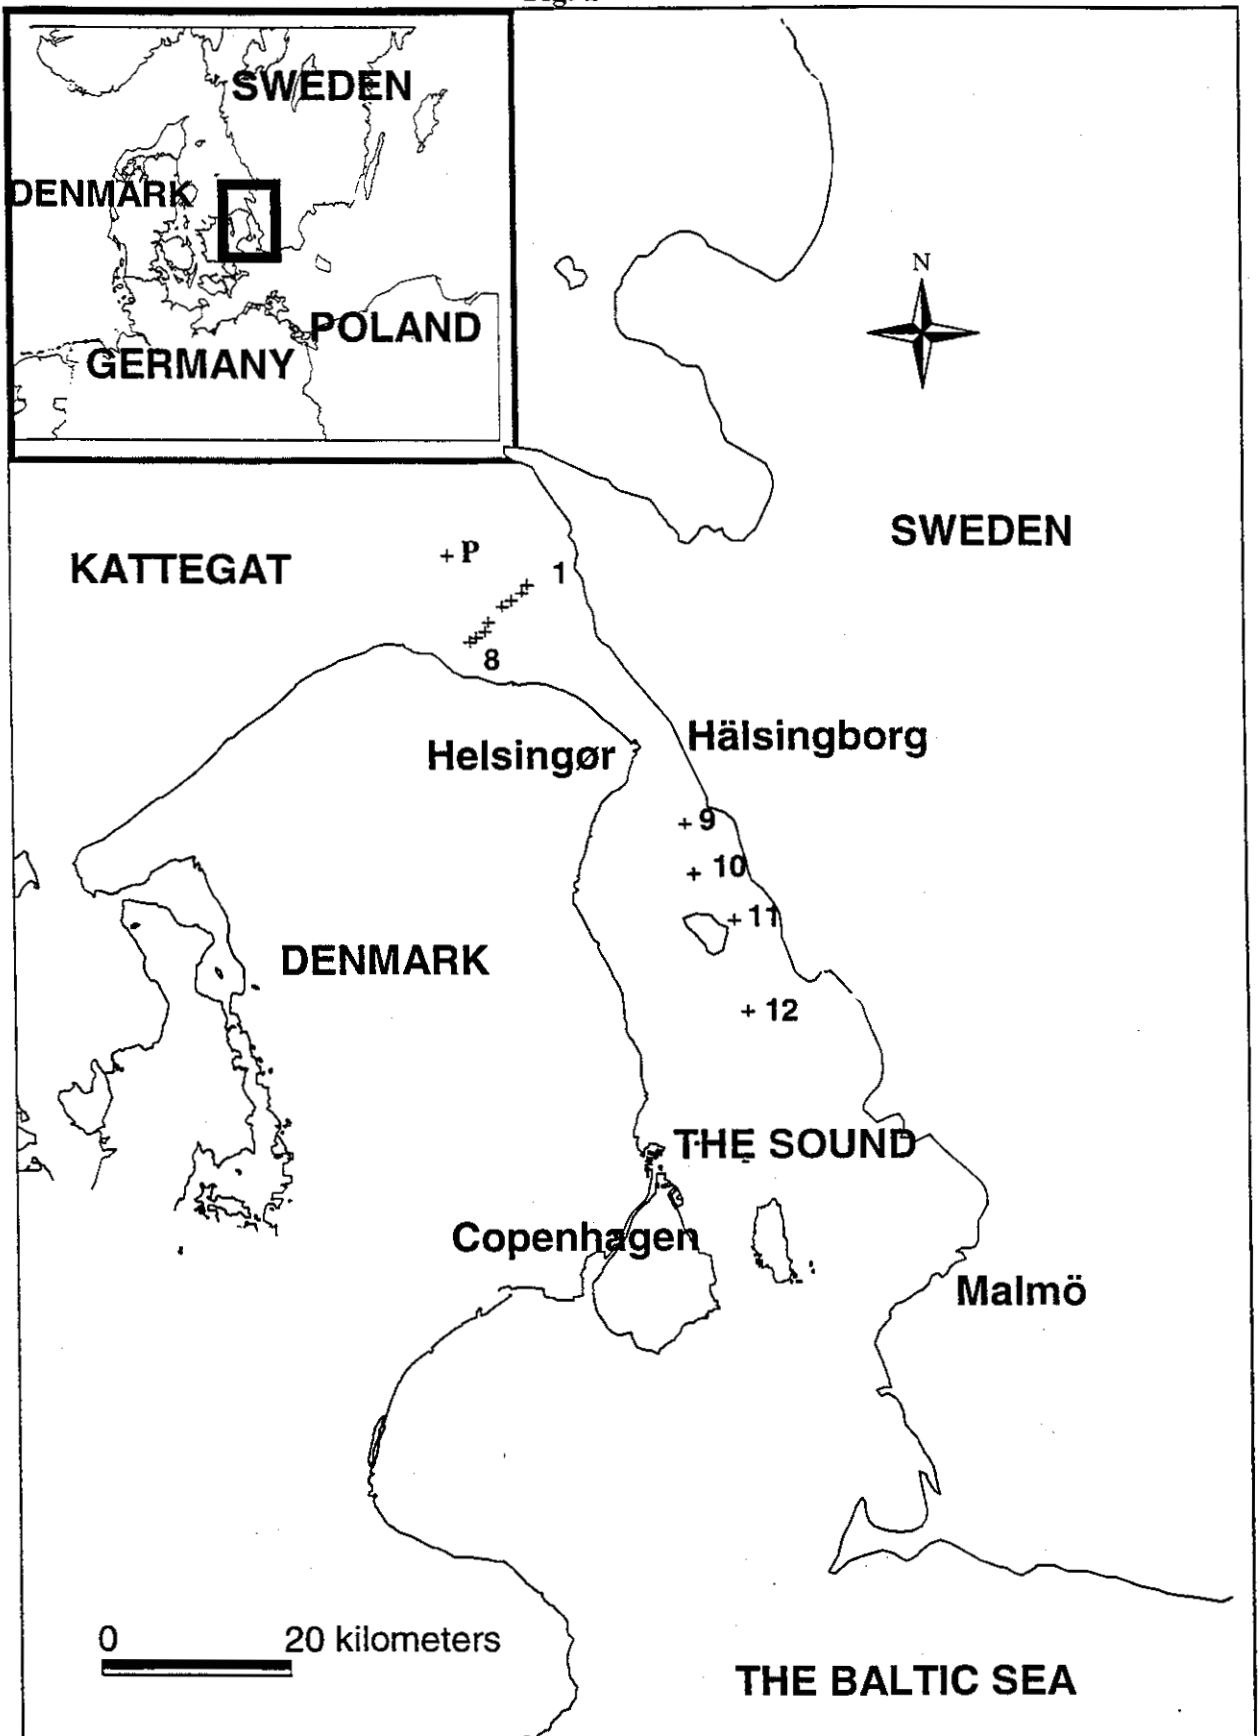 SWEDEN
DENMARK
POLAND
GERMANY
N
SWEDEN
KATTEGAT
+ P
1
8
Helsingør
Hälsingborg
+ 9
+ 10
+ 11
DENMARK
+ 12
THE SOUND
Copenhagen
Malmö
0 20 kilometers
THE BALTIC SEA